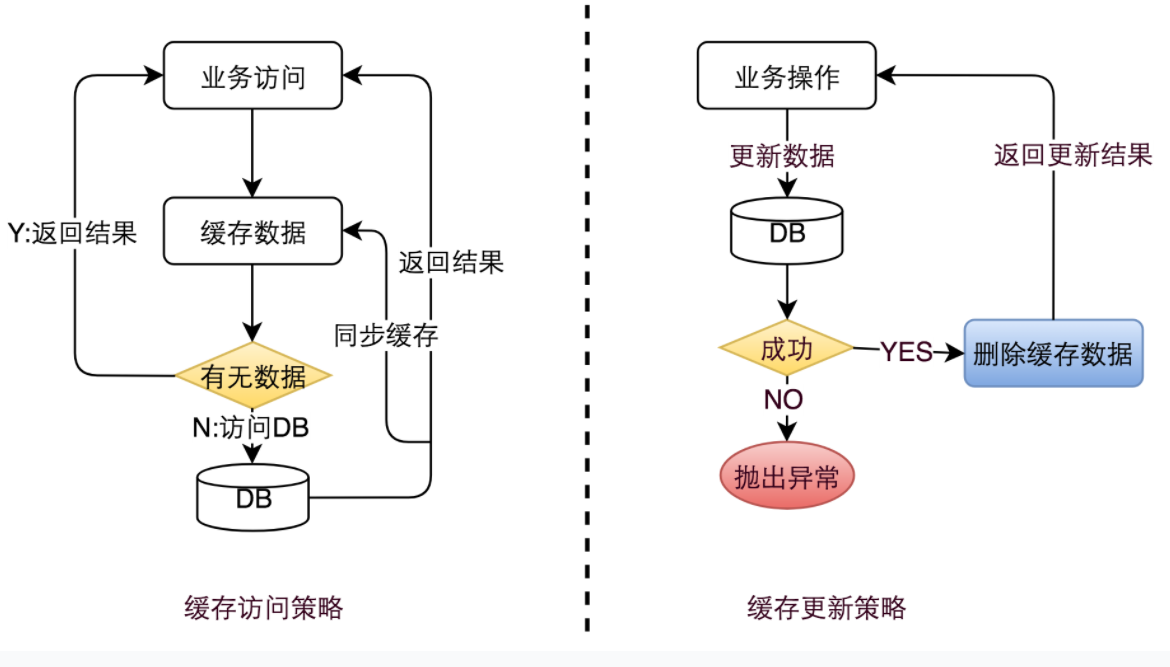 业务访问
缓存数据
Y:返回结果
返回结果
同步缓存
有无数据
N:访问DB
DB
缓存访问策略
业务操作
更新数据
返回更新结果
DB
成功
YES
删除缓存数据
NO
抛出异常
缓存更新策略